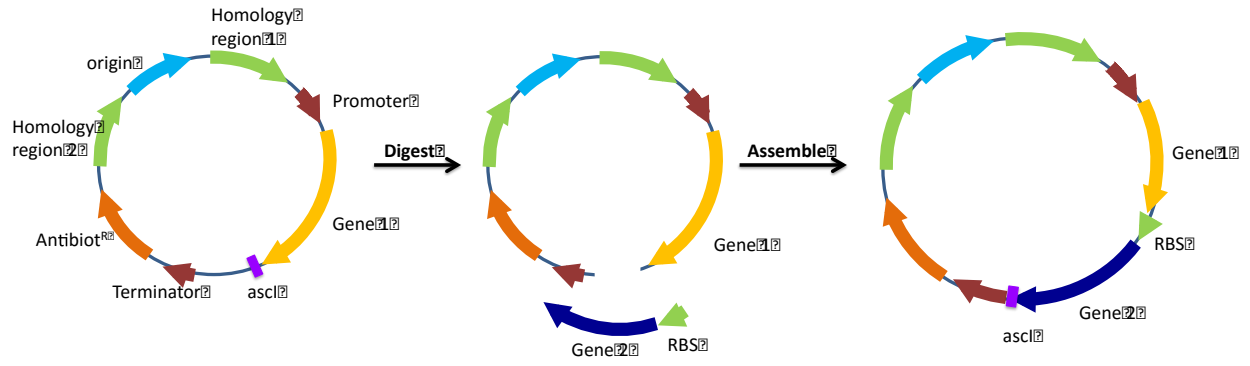 Homology
region 1
origin
Promoter
Homology
region 2
Gene 1
Antibiotᴿ
Terminator
ascI
Digest
Gene 1
Gene 2
RBS
Assemble
Gene 1
RBS
Gene 2
ascI